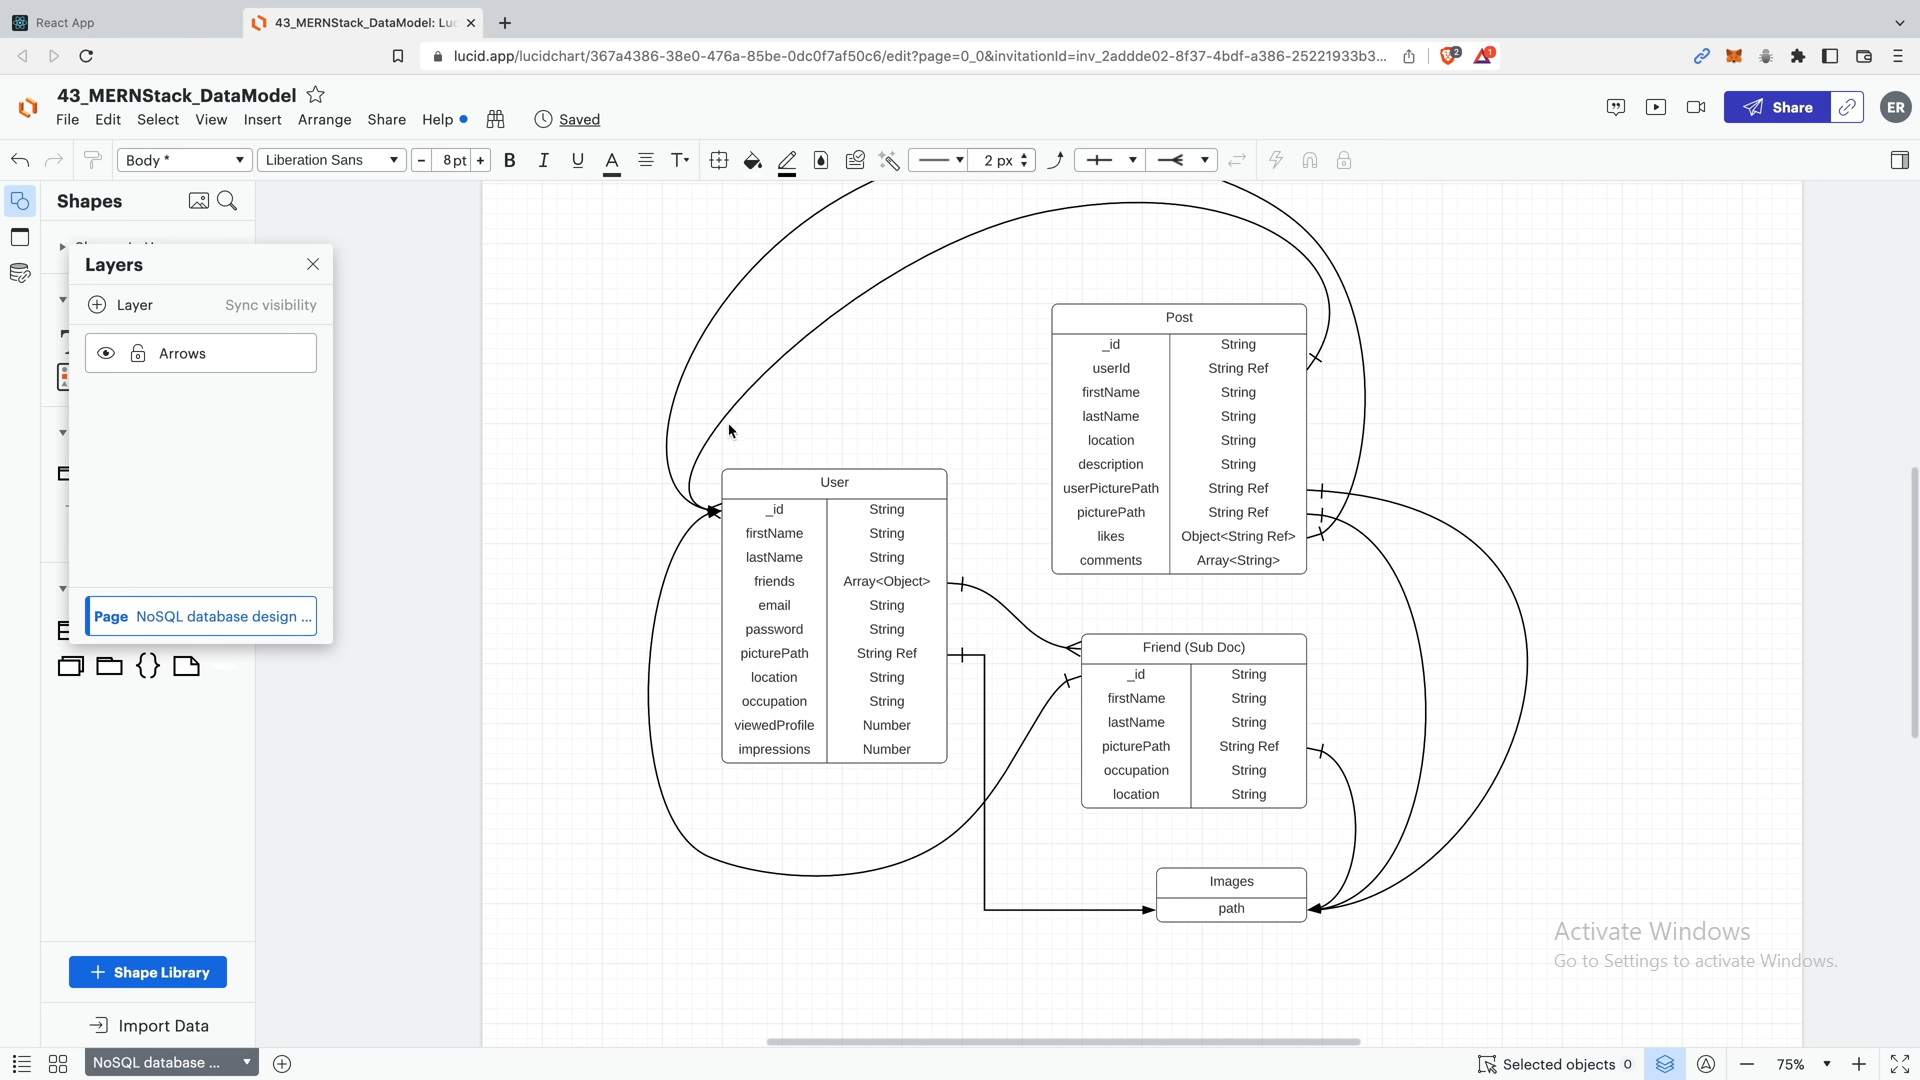 React App
43_MERNStack_DataModel: Luc
lucid.app/lucidchart/367a4386-38e0-476a-85be-0dc0f7af50c6/edit?page=0_0&invitationId=inv_2addde02-8f37-4bdf-a386-25221933b3...
2
1
43_MERNStack_DataModel
File Edit Select View Insert Arrange Share Help
Saved
Share
ER
Body *
Liberation Sans
- 8 pt +
B I U A T
2 px
Shapes
Layers
Layer Sync visibility
Arrows
Page NoSQL database design ...
Shape Library
Import Data
Post
_id String
userId String Ref
firstName String
lastName String
location String
description String
userPicturePath String Ref
picturePath String Ref
likes Object<String Ref>
comments Array<String>
User
_id String
firstName String
lastName String
friends Array<Object>
email String
password String
picturePath String Ref
location String
occupation String
viewedProfile Number
impressions Number
Friend (Sub Doc)
_id String
firstName String
lastName String
picturePath String Ref
occupation String
location String
Images
path
Activate Windows
Go to Settings to activate Windows.
NoSQL database ...
Selected objects 0
75%